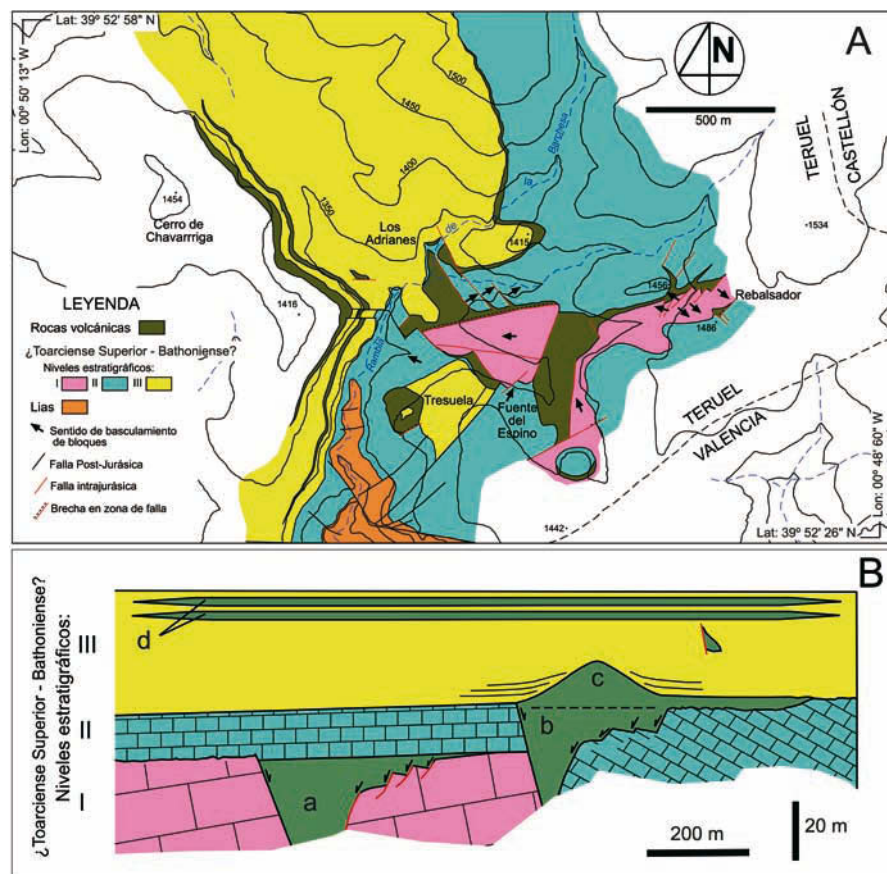 A
Lat: 39º 52' 58" N
Lon: 00º 50' 13" W
N
500 m
1500
1450
1400
1350
Barchesa
la
de
Rambla
TERUEL
CASTELLÓN
1534
1454
Cerro de
Chavarrriga
Los
Adrianes
1415
1416
1456
Rebalsador
1486
LEYENDA
Rocas volcánicas
¿Toarciense Superior - Bathoniense?
Niveles estratigráficos:
I II III
Lias
Sentido de basculamiento
de bloques
Falla Post-Jurásica
Falla intrajurásica
Brecha en zona de falla
Tresuela
Fuente
del
Espino
TERUEL
VALENCIA
1442
Lon: 00º 48' 60" W
Lat: 39º 52' 26" N
B
¿Toarciense Superior - Bathoniense?
Niveles estratigráficos:
III
II
I
d
c
b
a
200 m
20 m